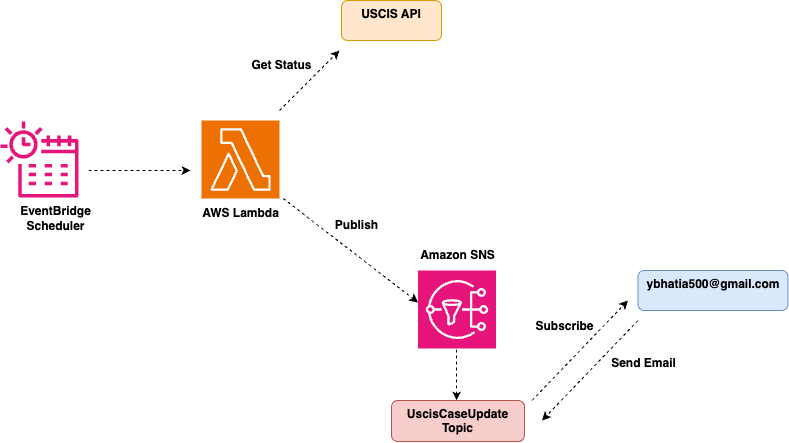 USCIS API
Get Status
EventBridge
Scheduler
AWS Lambda
Publish
Amazon SNS
ybhatia500@gmail.com
Subscribe
Send Email
UscisCaseUpdate
Topic